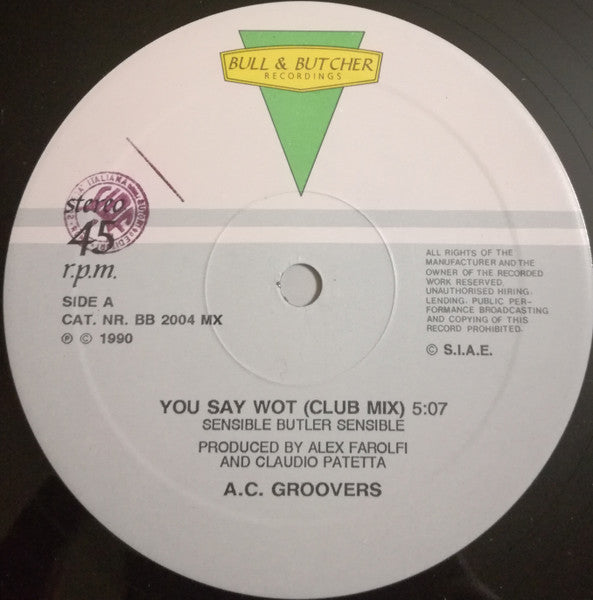 BULL & BUTCHER
RECORDINGS
stereo
45
r.p.m.
SIDE A
CAT. NR. BB 2004 MX
℗ © 1990
ALL RIGHTS OF THE
MANUFACTURER AND THE
OWNER OF THE RECORDED
WORK RESERVED
UNAUTHORISED HIRING.
LENDING. PUBLIC PER-
FORMANCE BROADCASTING
AND COPYING OF THIS
RECORD PROHIBITED.
© S.I.A.E.
YOU SAY WOT (CLUB MIX) 5:07
SENSIBLE BUTLER SENSIBLE
PRODUCED BY ALEX FAROLFI
AND CLAUDIO PATETTA
A.C. GROOVERS